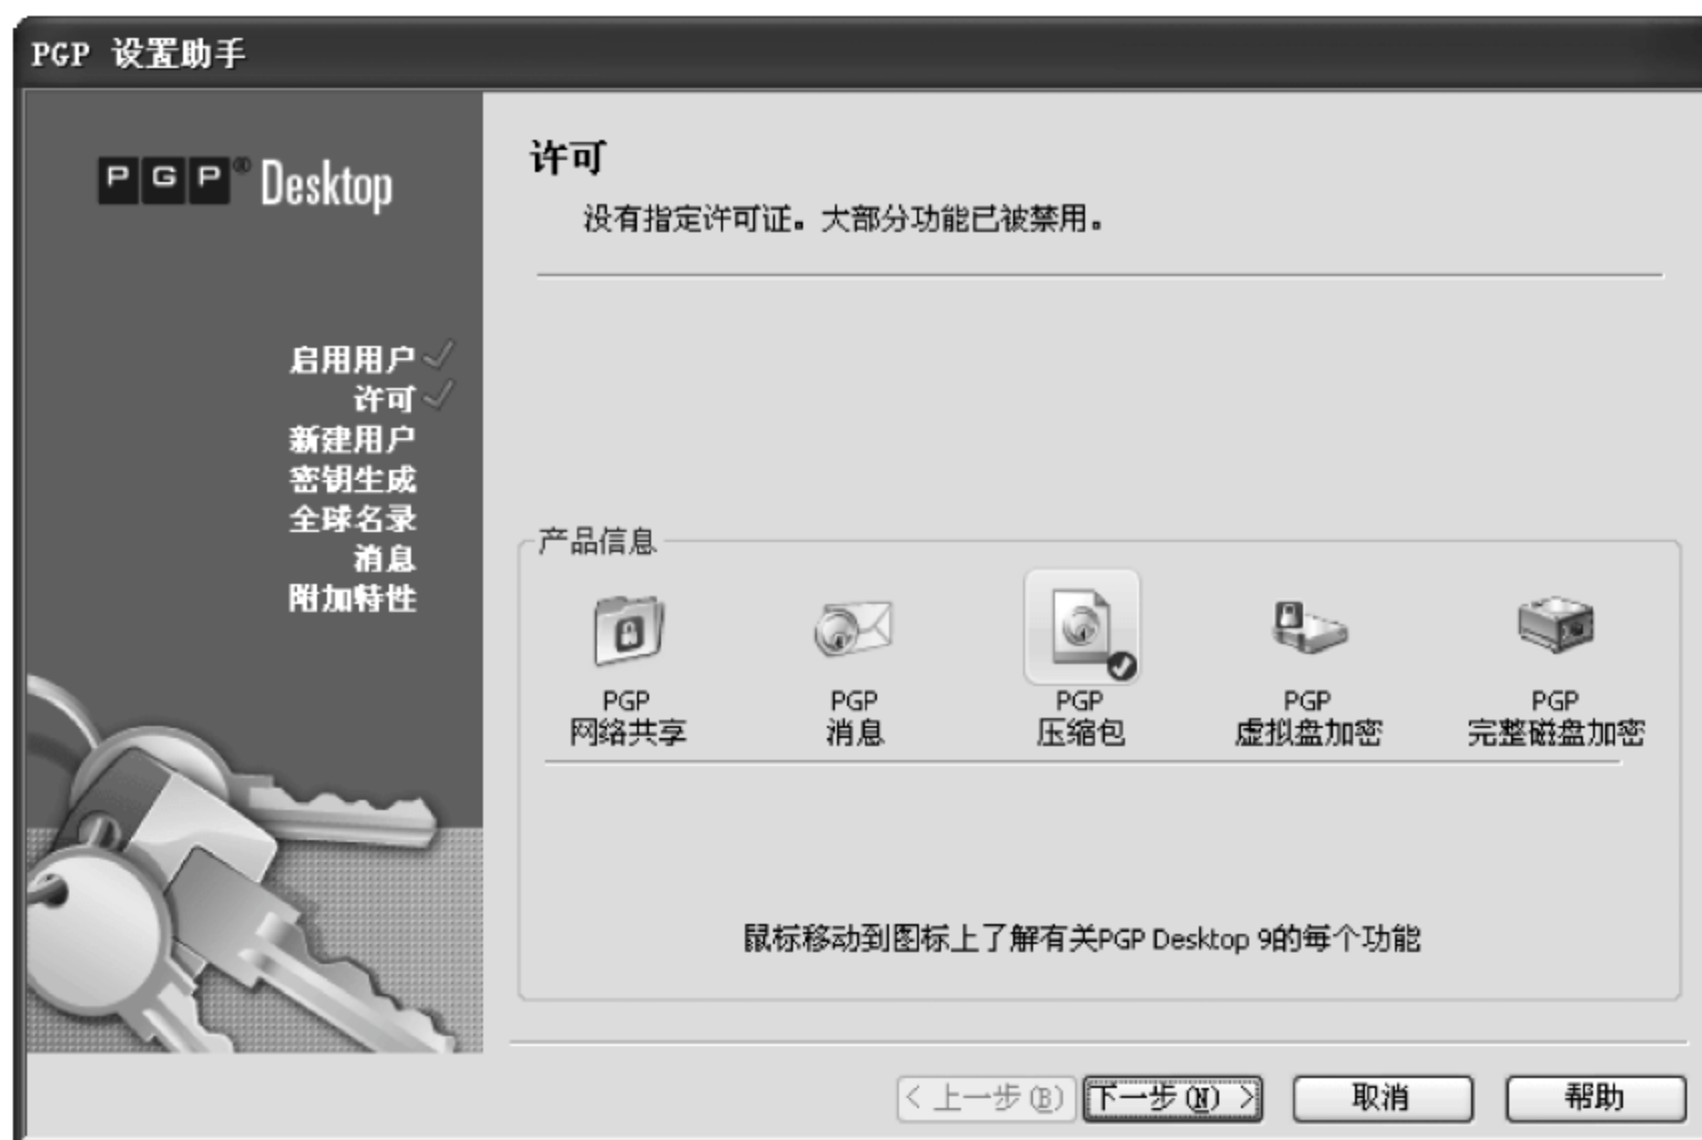 PGP 设置助手
PGP® Desktop
启用用户
许可
新建用户
密钥生成
全球名录
消息
附加特性
许可
没有指定许可证。大部分功能已被禁用。
产品信息
PGP
网络共享
PGP
消息
PGP
压缩包
PGP
虚拟盘加密
PGP
完整磁盘加密
鼠标移动到图标上了解有关PGP Desktop 9的每个功能
< 上一步(B)
下一步(N) >
取消
帮助